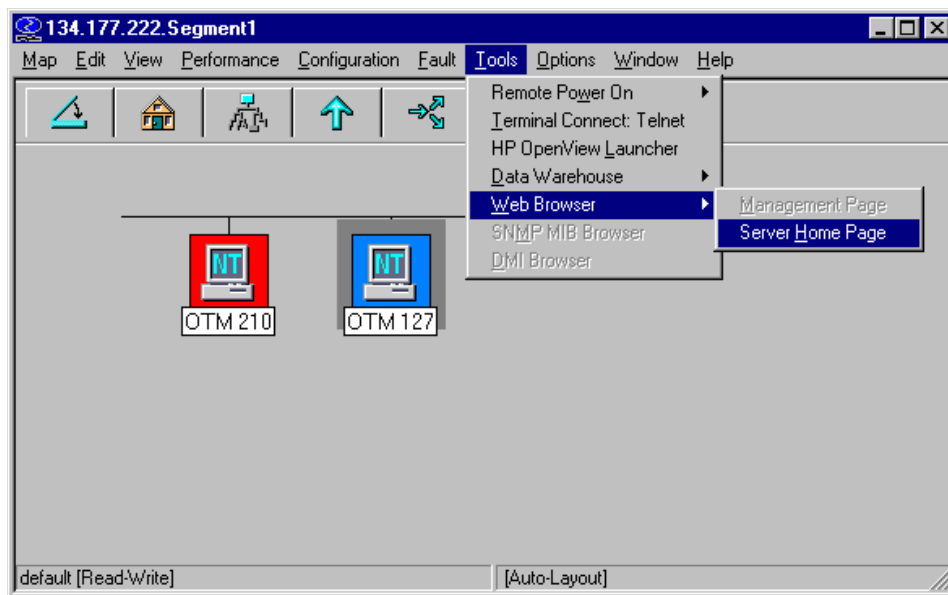 134.177.222.Segment1
Map Edit View Performance Configuration Fault Tools Options Window Help
Remote Power On
Terminal Connect: Telnet
HP OpenView Launcher
Data Warehouse
Web Browser
Management Page
SNMP MIB Browser
Server Home Page
DMI Browser
NT
NT
OTM 210
OTM 127
default [Read-Write]
[Auto-Layout]